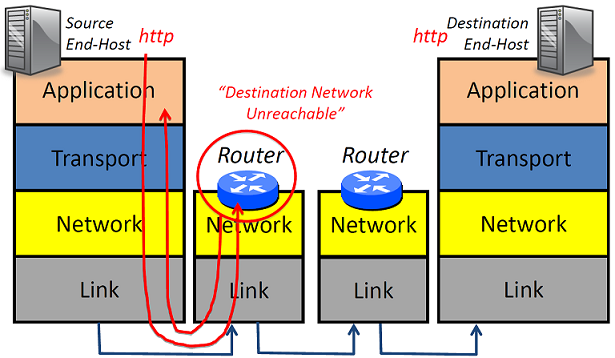 Source
End-Host
http
http
Destination
End-Host
Application
"Destination Network
Unreachable"
Application
Transport
Router
Router
Transport
Network
Network
Network
Network
Link
Link
Link
Link